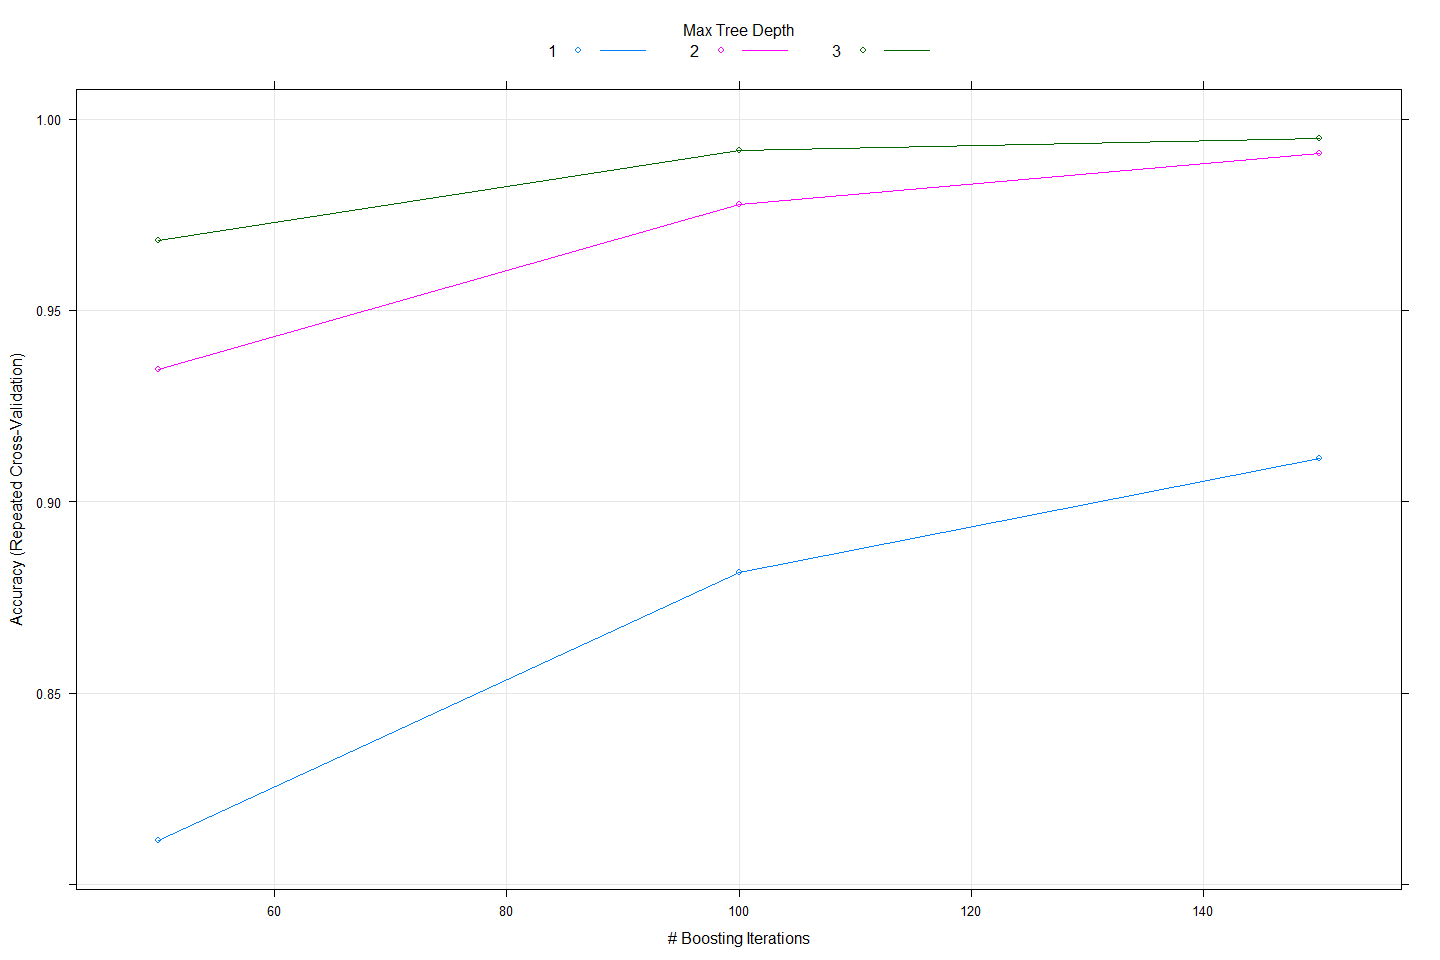 Max Tree Depth
1 2 3
1.00
0.95
0.90
0.85
Accuracy (Repeated Cross-Validation)
60 80 100 120 140
# Boosting Iterations